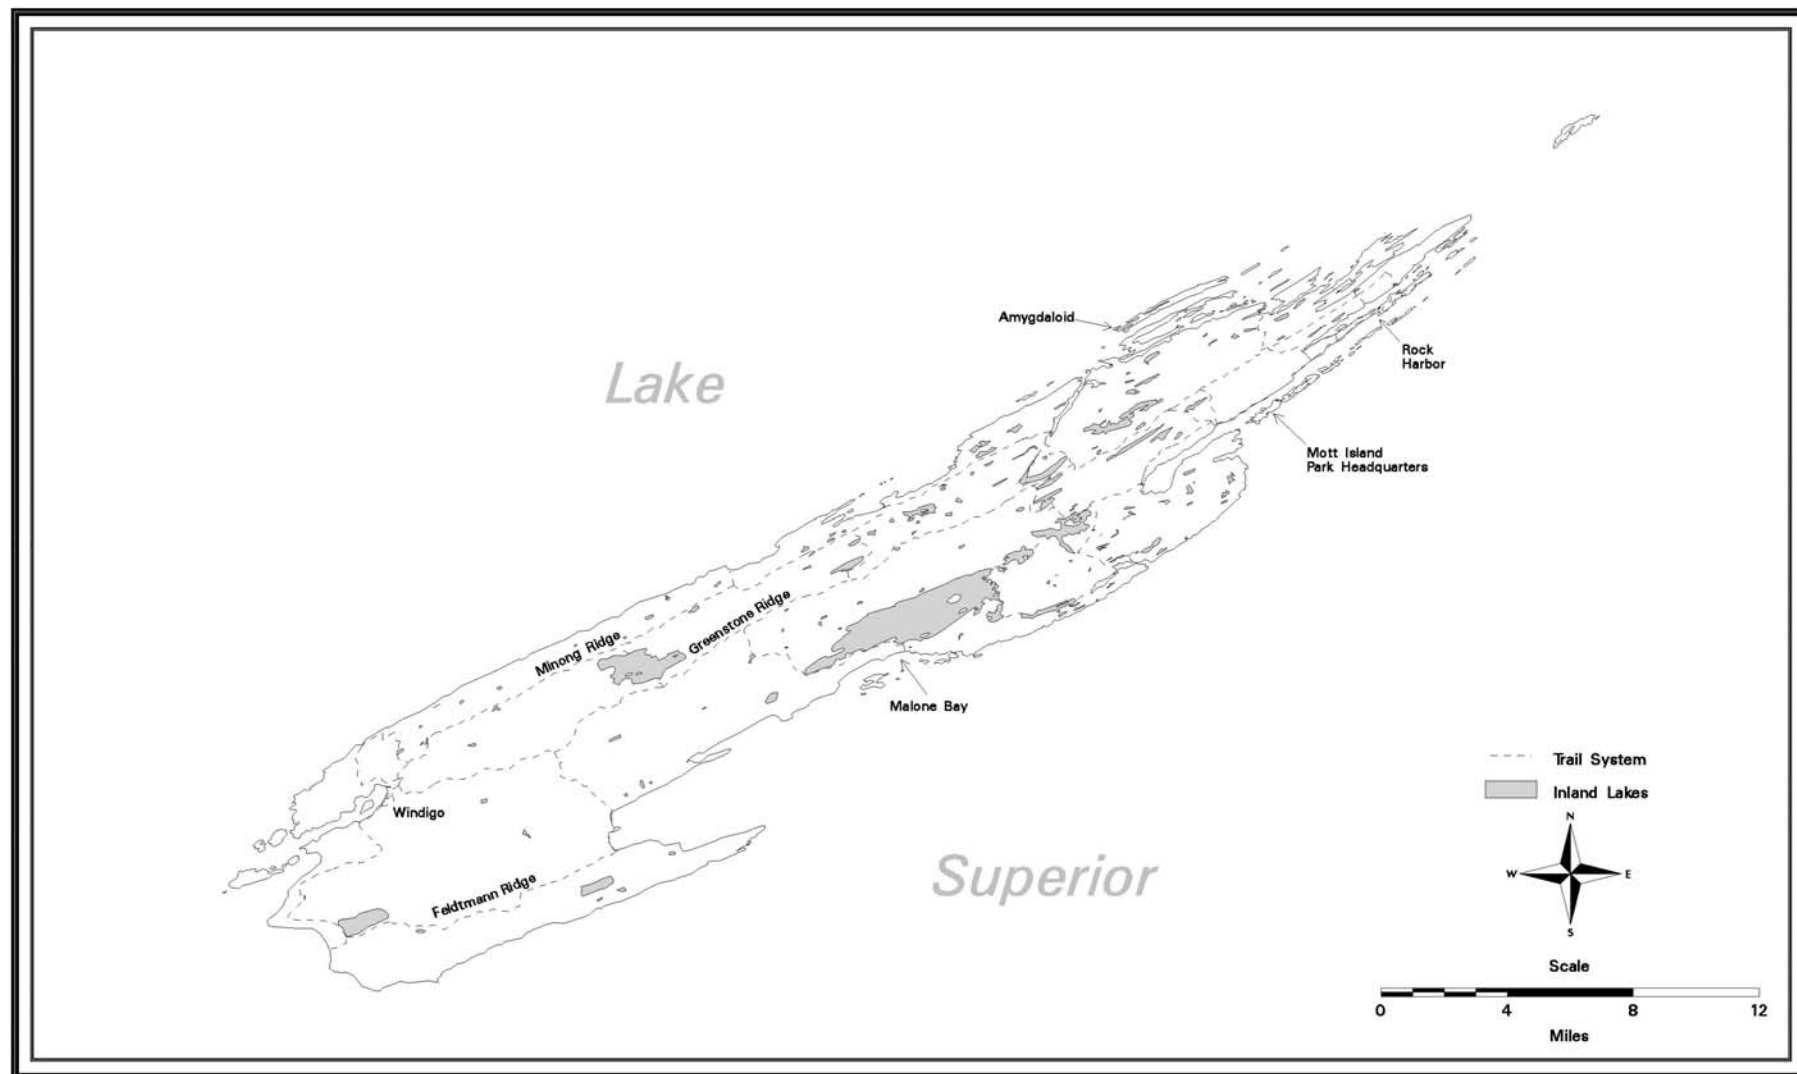 Amygdaloid
Rock
Harbor
Lake
Mott Island
Park Headquarters
Greenstone Ridge
Minong Ridge
Malone Bay
Trail System
Inland Lakes
Windigo
N
W
E
S
Superior
Feldtmann Ridge
Scale
0 4 8 12
Miles